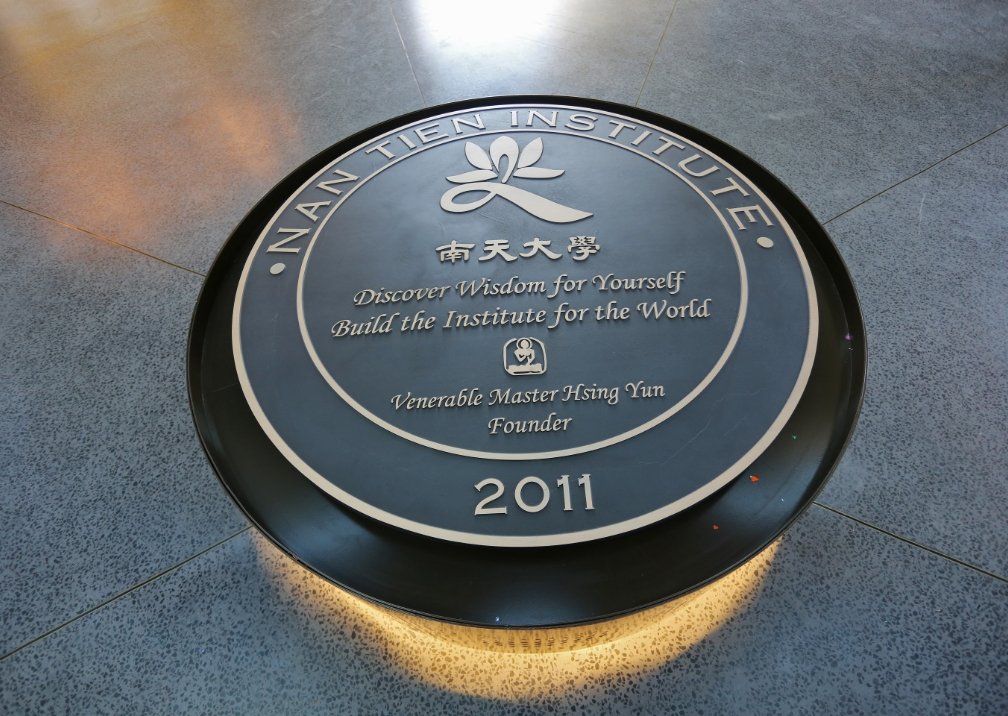 NAN TIEN INSTITUTE
南天大學
Discover Wisdom for Yourself
Build the Institute for the World
Venerable Master Hsing Yun
Founder
2011